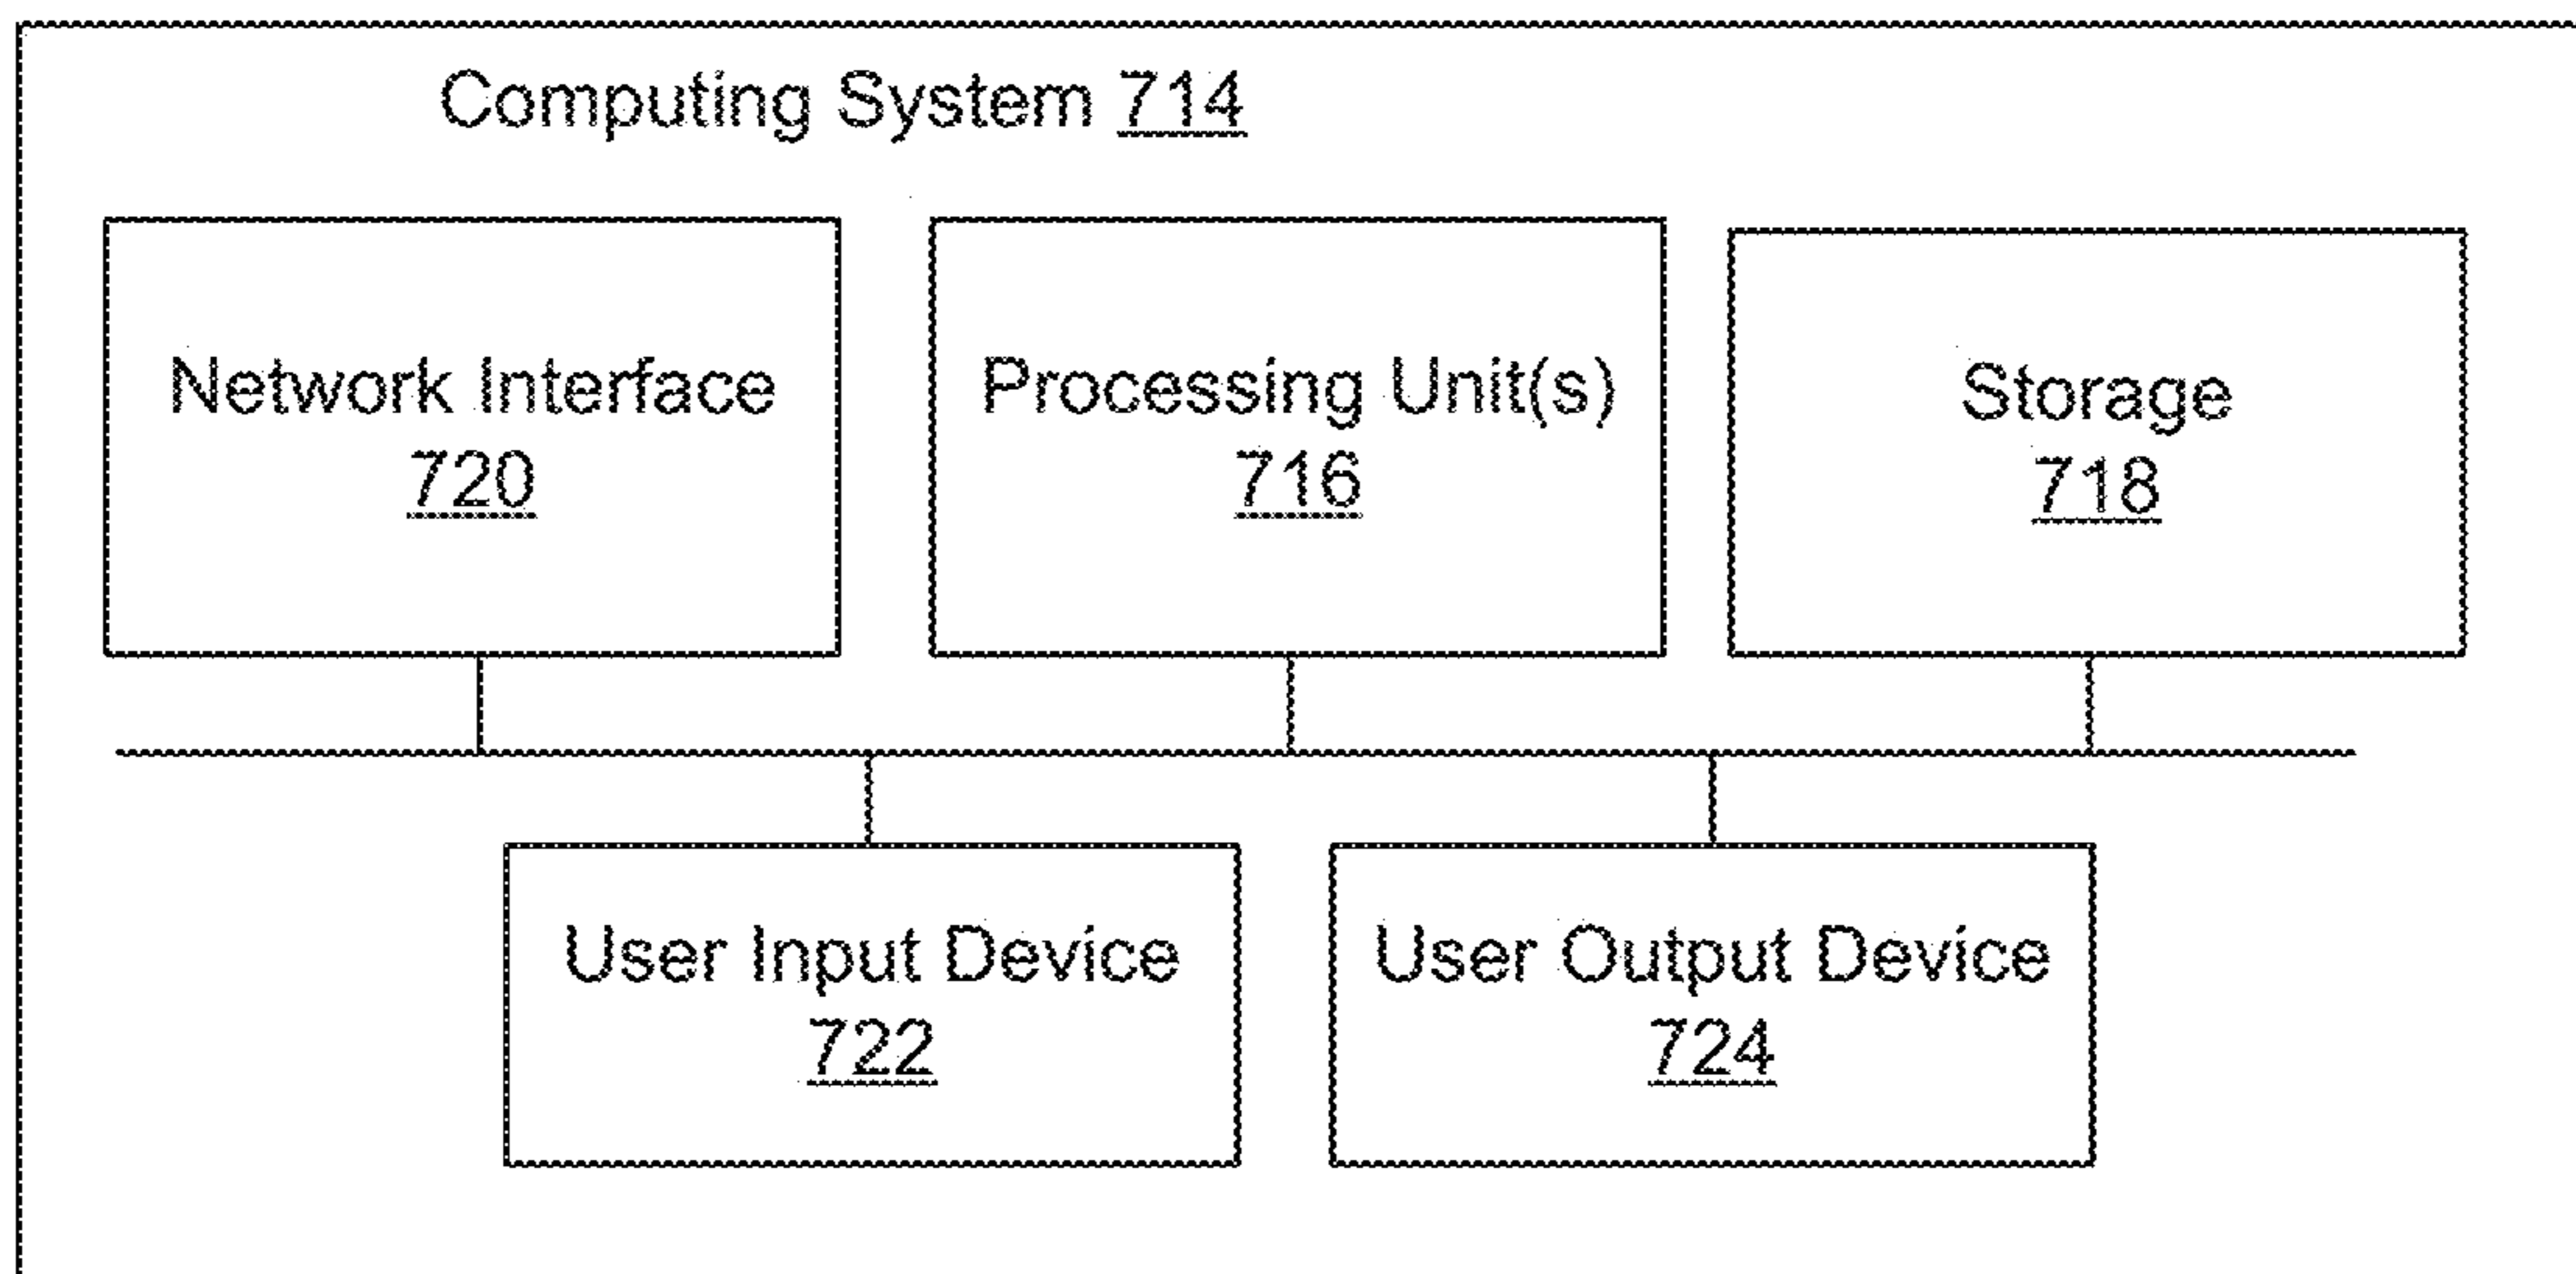 Computing System 714
Network Interface
720
Processing Unit(s)
716
Storage
718
User Input Device
722
User Output Device
724